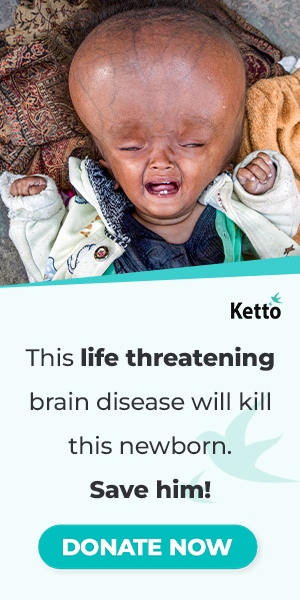 Ketto
This life threatening
brain disease will kill
this newborn.
Save him!
DONATE NOW